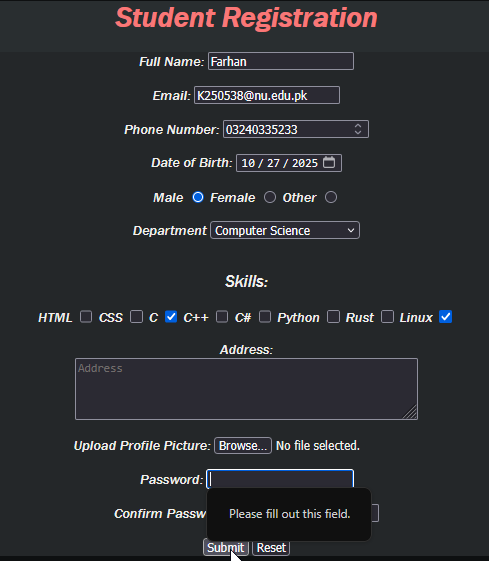 Student Registration
Full Name: Farhan
Email: K250538@nu.edu.pk
Phone Number: 03240335233
Date of Birth: 10 / 27 / 2025
Male Female Other
Department Computer Science
Skills:
HTML CSS C C++ C# Python Rust Linux
Address:
Address
Upload Profile Picture: Browse... No file selected.
Password:
Please fill out this field.
Confirm Passw
Submit Reset